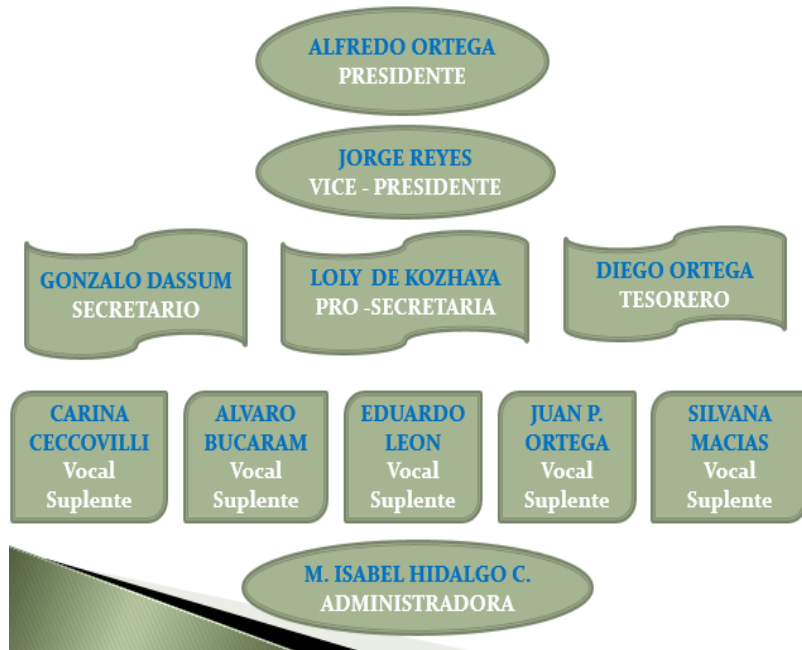 ALFREDO ORTEGA
PRESIDENTE
JORGE REYES
VICE - PRESIDENTE
GONZALO DASSUM
SECRETARIO
LOLY DE KOZHAYA
PRO -SECRETARIA
DIEGO ORTEGA
TESORERO
CARINA
CECCOVILLI
Vocal
Suplente
ALVARO
BUCARAM
Vocal
Suplente
EDUARDO
LEON
Vocal
Suplente
JUAN P.
ORTEGA
Vocal
Suplente
SILVANA
MACIAS
Vocal
Suplente
M. ISABEL HIDALGO C.
ADMINISTRADORA